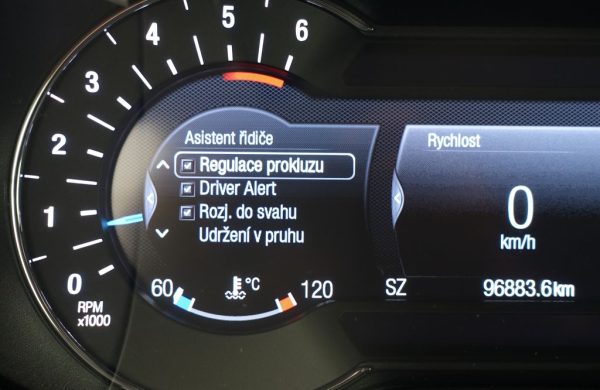 0
1
2
3
4
5
6
RPM
x1000
Asistent řidiče
Regulace prokluzu
Driver Alert
Rozj. do svahu
Udržení v pruhu
60
°C
120
Rychlost
0
km/h
SZ
96883.6km